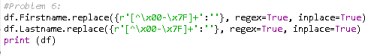 #Problem 6:
df.Firstname.replace({r'[^\x00-\x7F]+':''}, regex=True, inplace=True)
df.Lastname.replace({r'[^\x00-\x7F]+':''}, regex=True, inplace=True)
print (df)